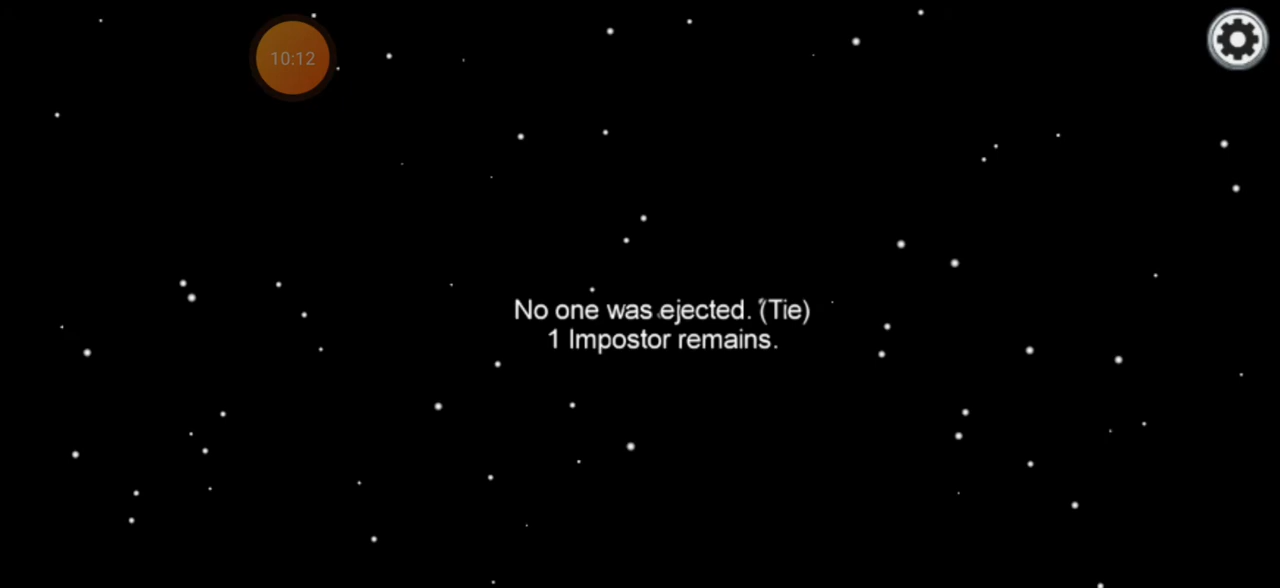 10:12
No one was ejected. (Tie)
1 Impostor remains.